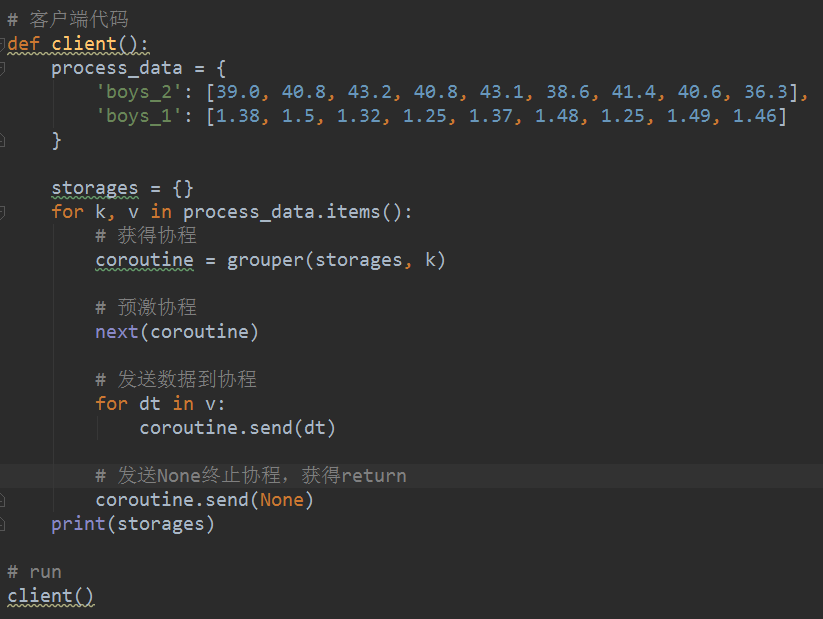 # 客户端代码
def client():
    process_data = {
        'boys_2': [39.0, 40.8, 43.2, 40.8, 43.1, 38.6, 41.4, 40.6, 36.3],
        'boys_1': [1.38, 1.5, 1.32, 1.25, 1.37, 1.48, 1.25, 1.49, 1.46]
    }

    storages = {}
    for k, v in process_data.items():
        # 获得协程
        coroutine = grouper(storages, k)

        # 预激协程
        next(coroutine)

        # 发送数据到协程
        for dt in v:
            coroutine.send(dt)

        # 发送None终止协程，获得return
        coroutine.send(None)
    print(storages)

# run
client()